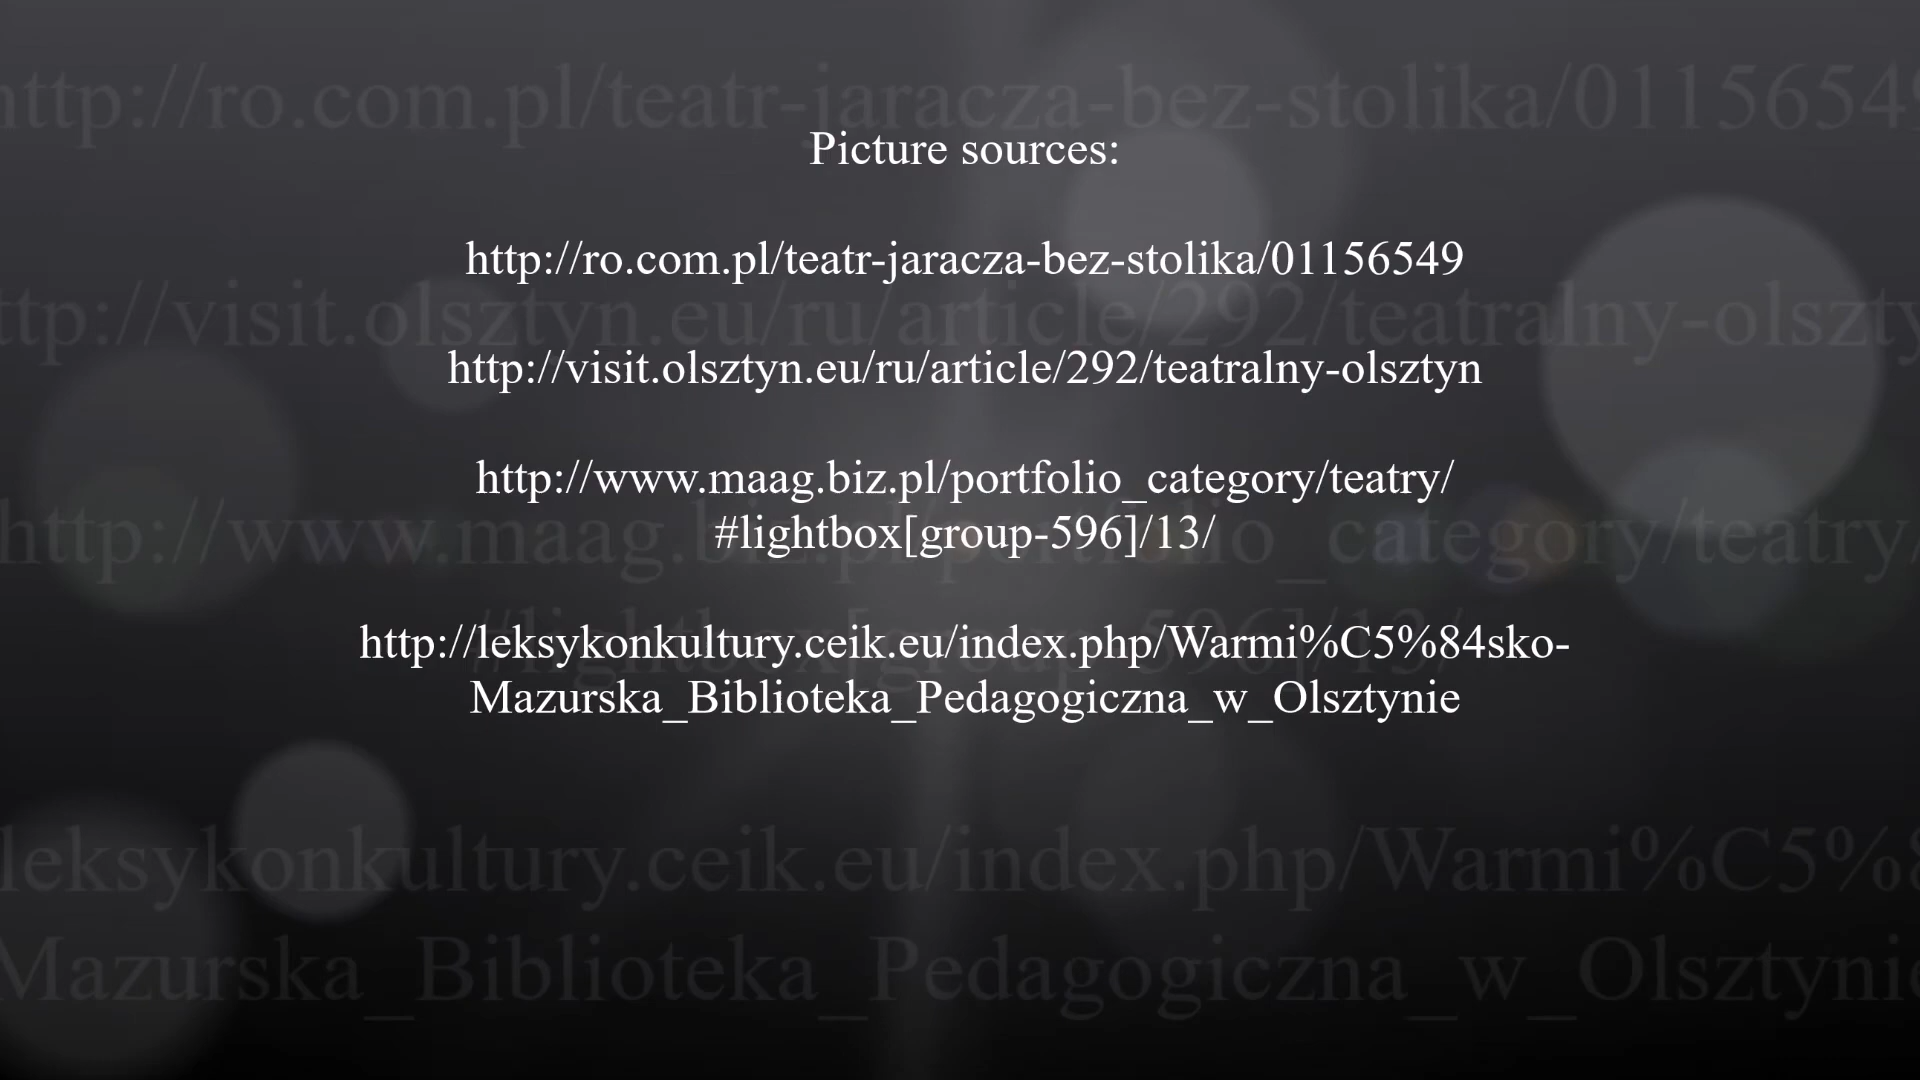 Picture sources:
http://ro.com.pl/teatr-jaracza-bez-stolika/01156549
http://visit.olsztyn.eu/ru/article/292/teatralny-olsztyn
http://www.maag.biz.pl/portfolio_category/teatry/
#lightbox[group-596]/13/
http://leksykonkultury.ceik.eu/index.php/Warmi%C5%84sko-
Mazurska_Biblioteka_Pedagogiczna_w_Olsztynie